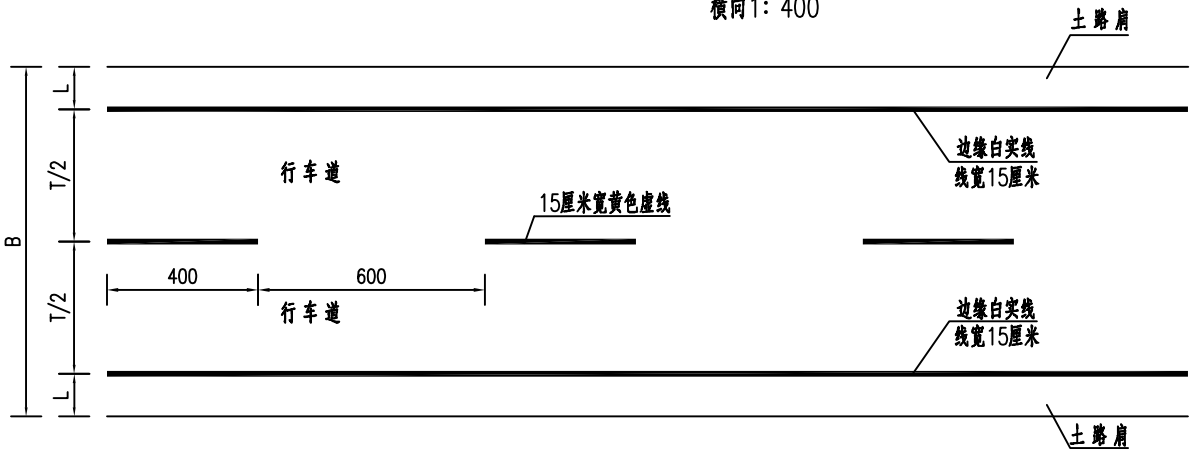 横向1：400
土路肩
L
边缘白实线
线宽15厘米
行车道
T/2
15厘米宽黄色虚线
B
400
600
T/2
行车道
边缘白实线
线宽15厘米
L
土路肩